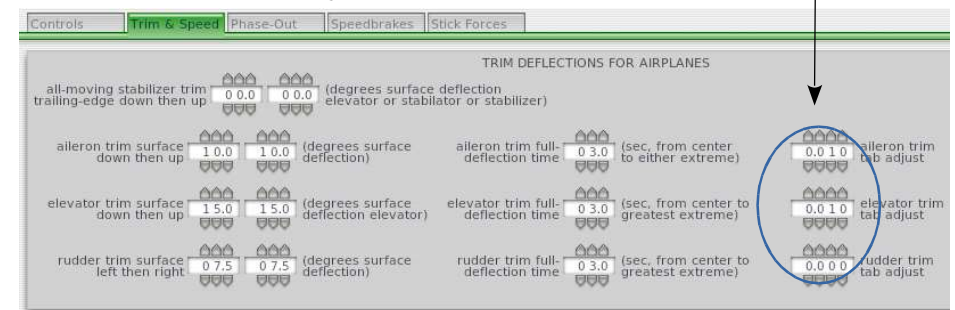 Controls Trim & Speed Phase-Out Speedbrakes Stick Forces
TRIM DEFLECTIONS FOR AIRPLANES
all-moving stabilizer trim
trailing-edge down then up
0 0.0 0 0.0
(degrees surface deflection
elevator or stabilator or stabilizer)
aileron trim surface
down then up
1 0.0 1 0.0
(degrees surface
deflection)
aileron trim full-
deflection time
0 3.0
(sec, from center
to either extreme)
0.0 1 0
aileron trim
tab adjust
elevator trim surface
down then up
1 5.0 1 5.0
(degrees surface
deflection elevator)
elevator trim full-
deflection time
0 3.0
(sec, from center to
greatest extreme)
0.0 1 0
elevator trim
tab adjust
rudder trim surface
left then right
0 7.5 0 7.5
(degrees surface
deflection)
rudder trim full-
deflection time
0 3.0
(sec, from center to
greatest extreme)
0.0 0 0
rudder trim
tab adjust